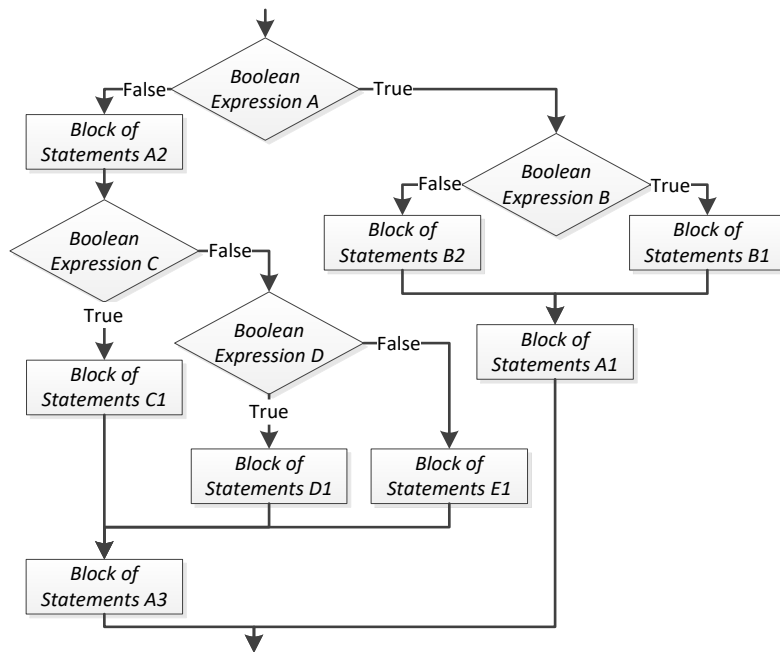 Boolean
Expression A
False
True
Block of
Statements A2
Boolean
Expression B
False
True
Boolean
Expression C
False
Block of
Statements B2
Block of
Statements B1
True
Boolean
Expression D
False
Block of
Statements A1
Block of
Statements C1
True
Block of
Statements D1
Block of
Statements E1
Block of
Statements A3